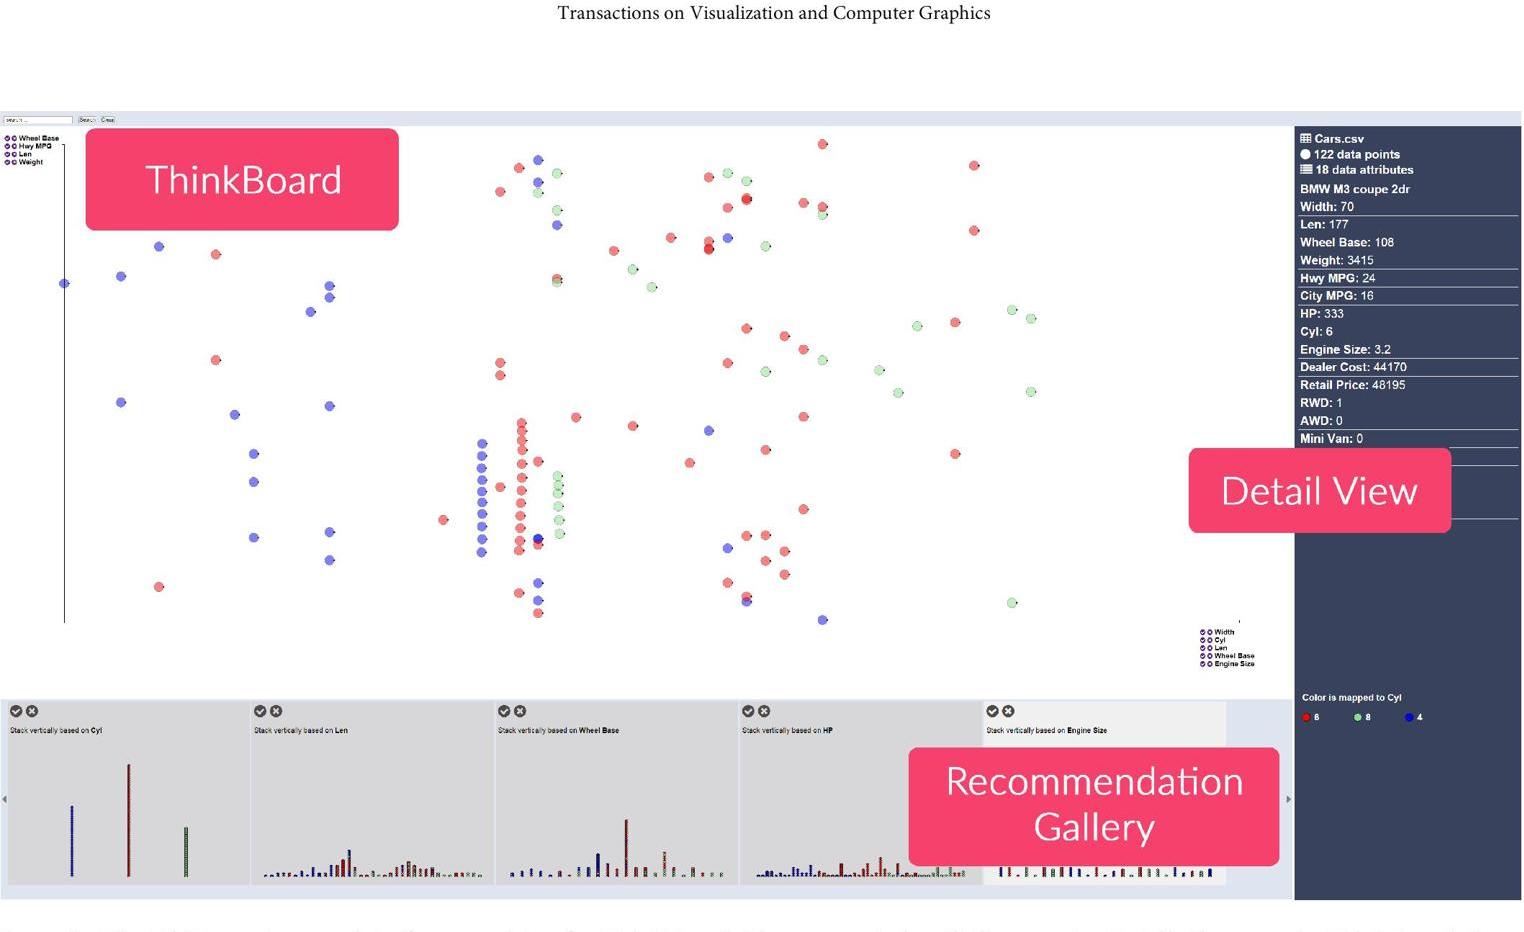 Transactions on Visualization and Computer Graphics
Search
Clear
Wheel Base
Hwy MPG
Len
Weight
ThinkBoard
Cars.csv
122 data points
18 data attributes
BMW M3 coupe 2dr
Width: 70
Len: 177
Wheel Base: 108
Weight: 3415
Hwy MPG: 24
City MPG: 16
HP: 333
Cyl: 6
Engine Size: 3.2
Dealer Cost: 44170
Retail Price: 48195
RWD: 1
AWD: 0
Mini Van: 0
Detail View
Width
Cyl
Len
Wheel Base
Engine Size
Color is mapped to Cyl
6 8 4
Stack vertically based on Cyl
Stack vertically based on Len
Stack vertically based on Wheel Base
Stack vertically based on HP
Stack vertically based on Engine Size
Recommendation
Gallery